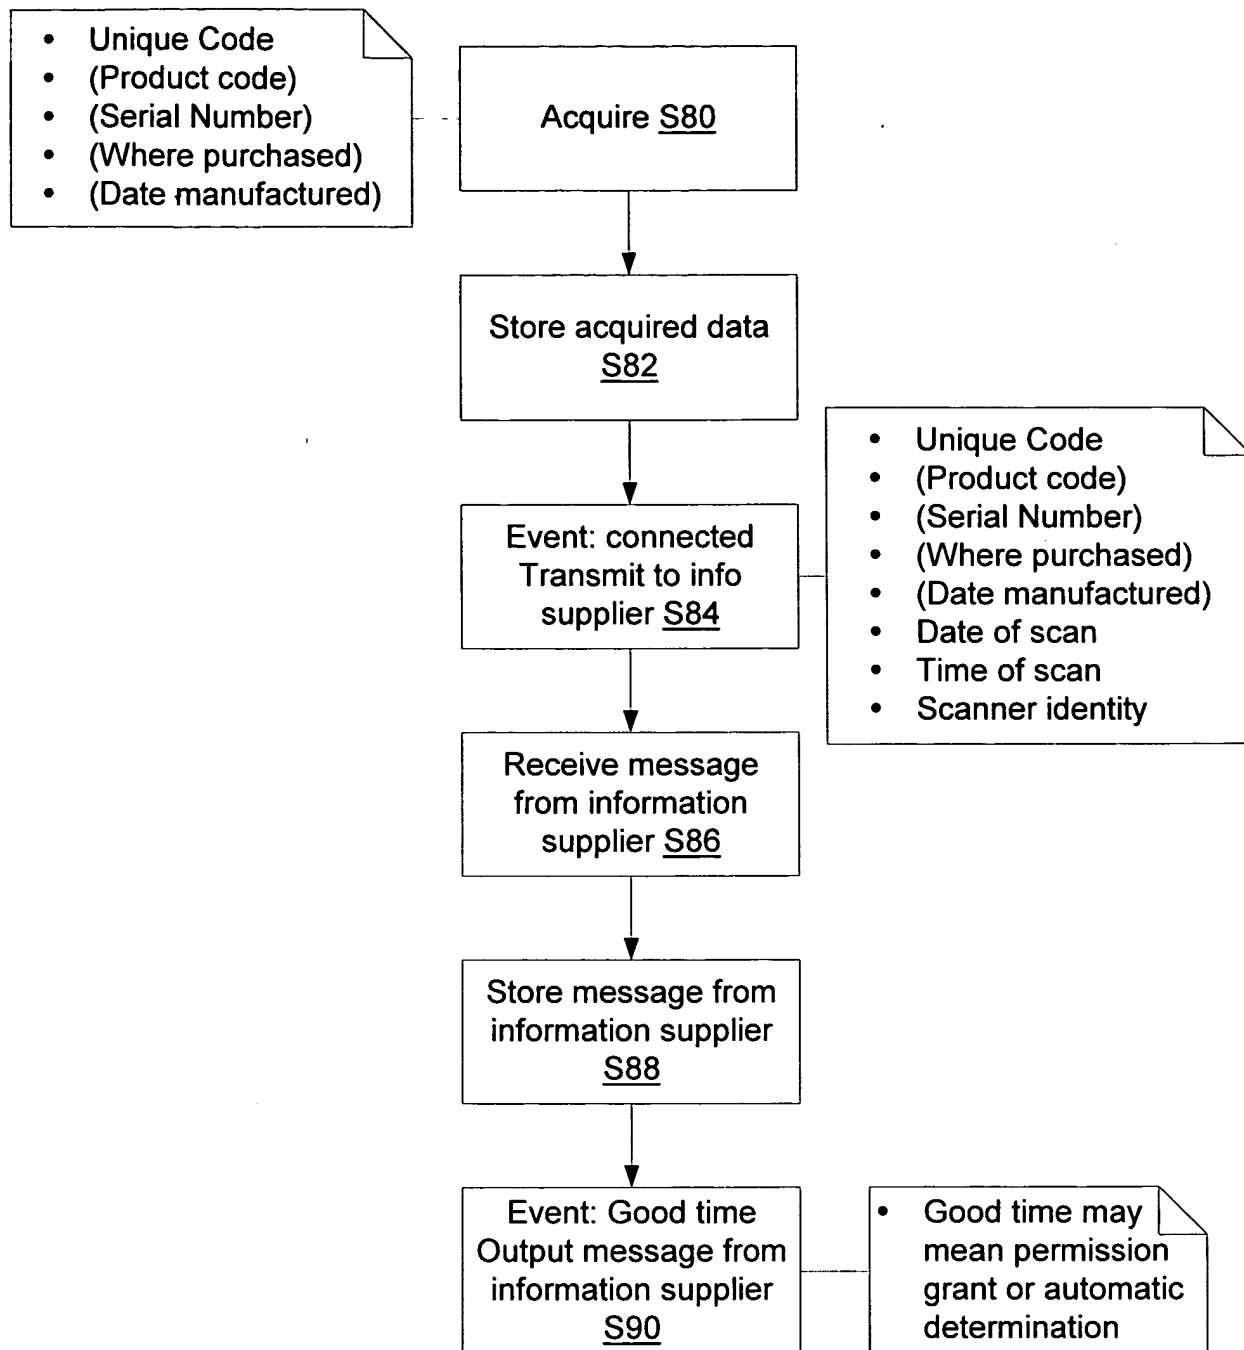 • Unique Code
• (Product code)
• (Serial Number)
• (Where purchased)
• (Date manufactured)
Acquire S80
Store acquired data
S82
Event: connected
Transmit to info
supplier S84
• Unique Code
• (Product code)
• (Serial Number)
• (Where purchased)
• (Date manufactured)
• Date of scan
• Time of scan
• Scanner identity
Receive message
from information
supplier S86
Store message from
information supplier
S88
Event: Good time
Output message from
information supplier
S90
• Good time may
mean permission
grant or automatic
determination